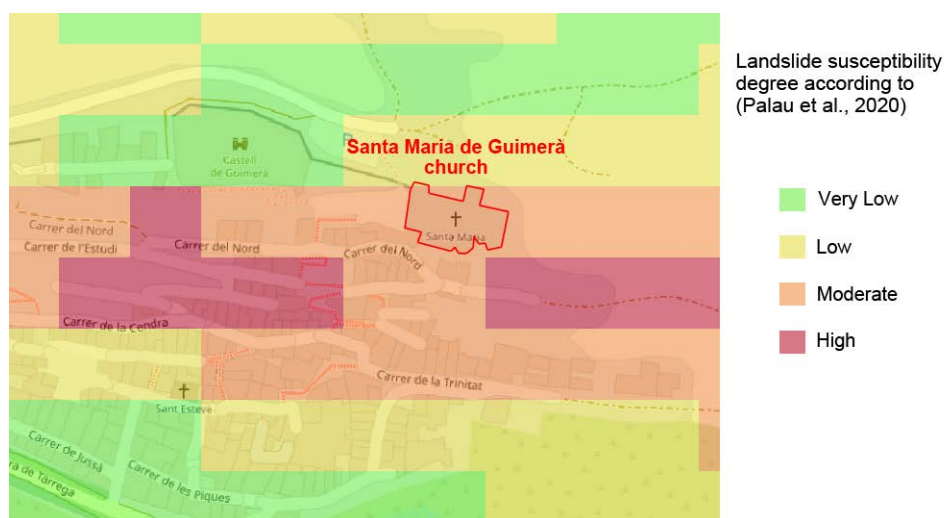 Landslide susceptibility
degree according to
(Palau et al., 2020)
P
Santa Maria de Guimerà
church
Castell
de Guimerà
Santa Maria
Carrer del Nord
Carrer de l'Estudi
Carrer del Nord
Carrer del Nord
Carrer de la Cendra
Carrer de la Trinitat
Sant Esteve
Carrer de Jussà
Carrer de les Piques
ra de Tàrrega
Very Low
Low
Moderate
High